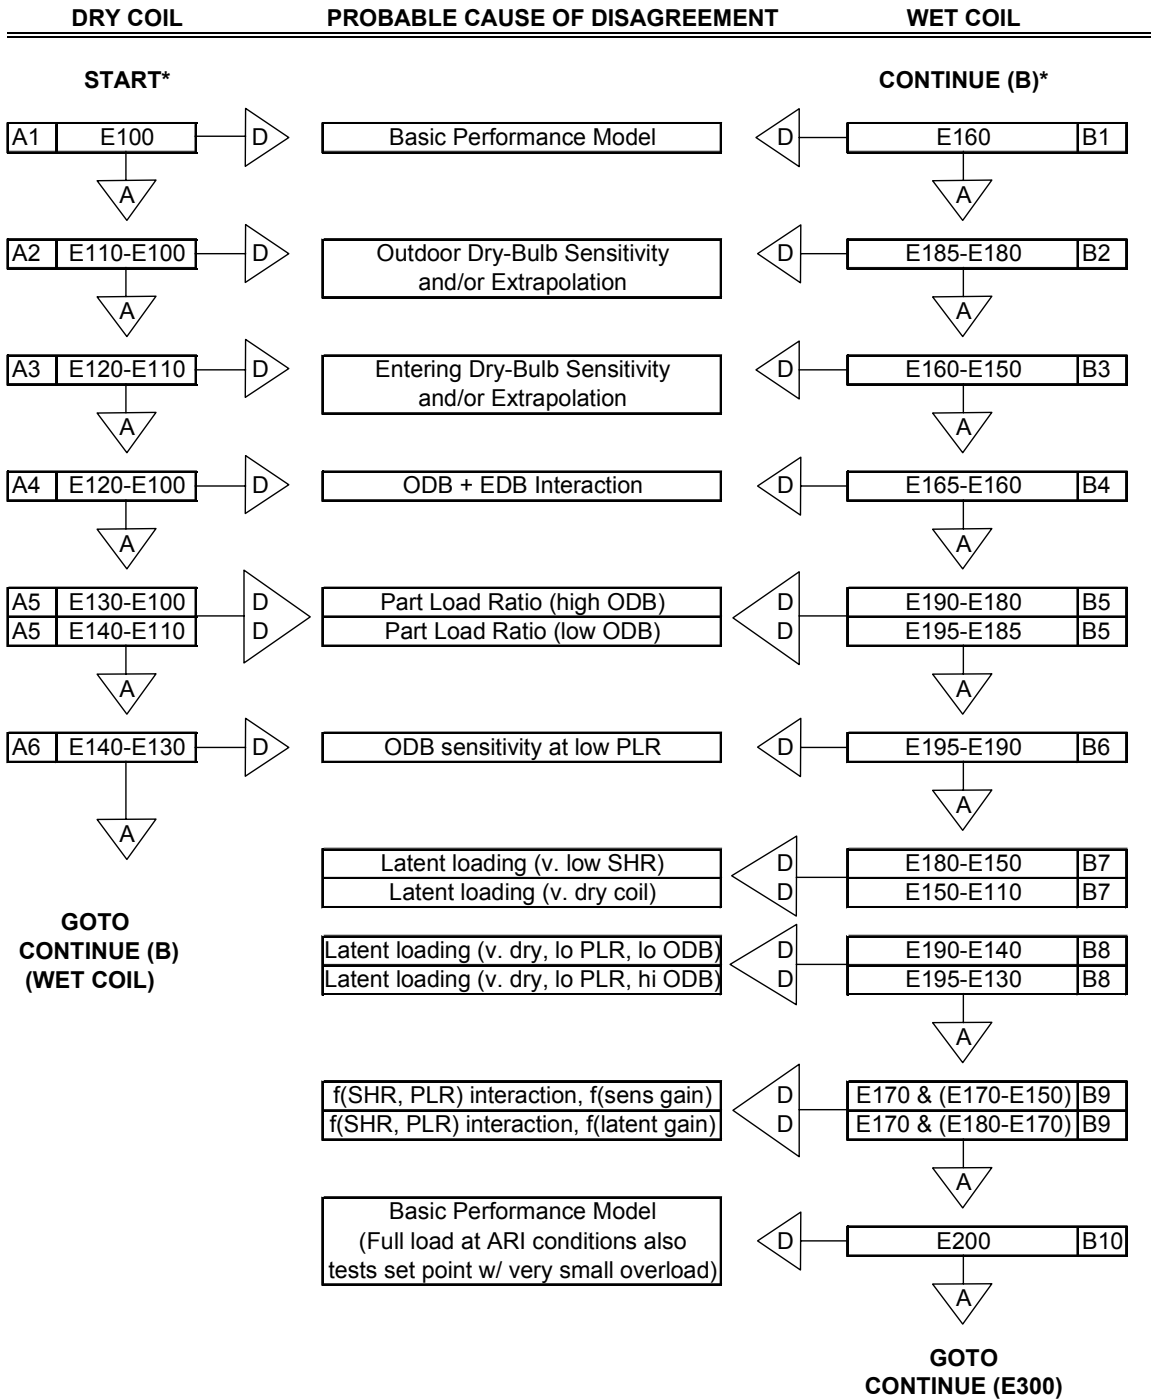 DRY COIL PROBABLE CAUSE OF DISAGREEMENT WET COIL
START* CONTINUE (B)*
A1 E100 D Basic Performance Model D E160 B1
A A
A2 E110-E100 D Outdoor Dry-Bulb Sensitivity D E185-E180 B2
and/or Extrapolation
A A
A3 E120-E110 D Entering Dry-Bulb Sensitivity D E160-E150 B3
and/or Extrapolation
A A
A4 E120-E100 D ODB + EDB Interaction D E165-E160 B4
A A
A5 E130-E100 D Part Load Ratio (high ODB) D E190-E180 B5
A5 E140-E110 D Part Load Ratio (low ODB) D E195-E185 B5
A A
A6 E140-E130 D ODB sensitivity at low PLR D E195-E190 B6
A A
Latent loading (v. low SHR) D E180-E150 B7
Latent loading (v. dry coil) D E150-E110 B7
GOTO
CONTINUE (B)
(WET COIL)
Latent loading (v. dry, lo PLR, lo ODB) D E190-E140 B8
Latent loading (v. dry, lo PLR, hi ODB) D E195-E130 B8
A
f(SHR, PLR) interaction, f(sens gain) D E170 & (E170-E150) B9
f(SHR, PLR) interaction, f(latent gain) D E170 & (E180-E170) B9
A
Basic Performance Model
(Full load at ARI conditions also D E200 B10
tests set point w/ very small overload)
A
GOTO
CONTINUE (E300)